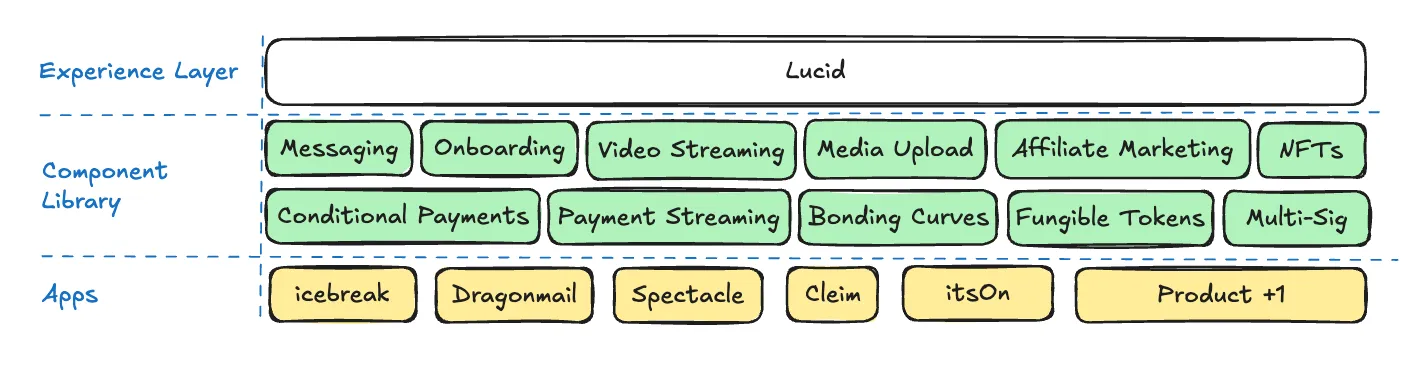 Experience Layer
Lucid
Component
Library
Messaging
Onboarding
Video Streaming
Media Upload
Affiliate Marketing
NFTs
Conditional Payments
Payment Streaming
Bonding Curves
Fungible Tokens
Multi-Sig
Apps
icebreak
Dragonmail
Spectacle
Cleim
itsOn
Product +1